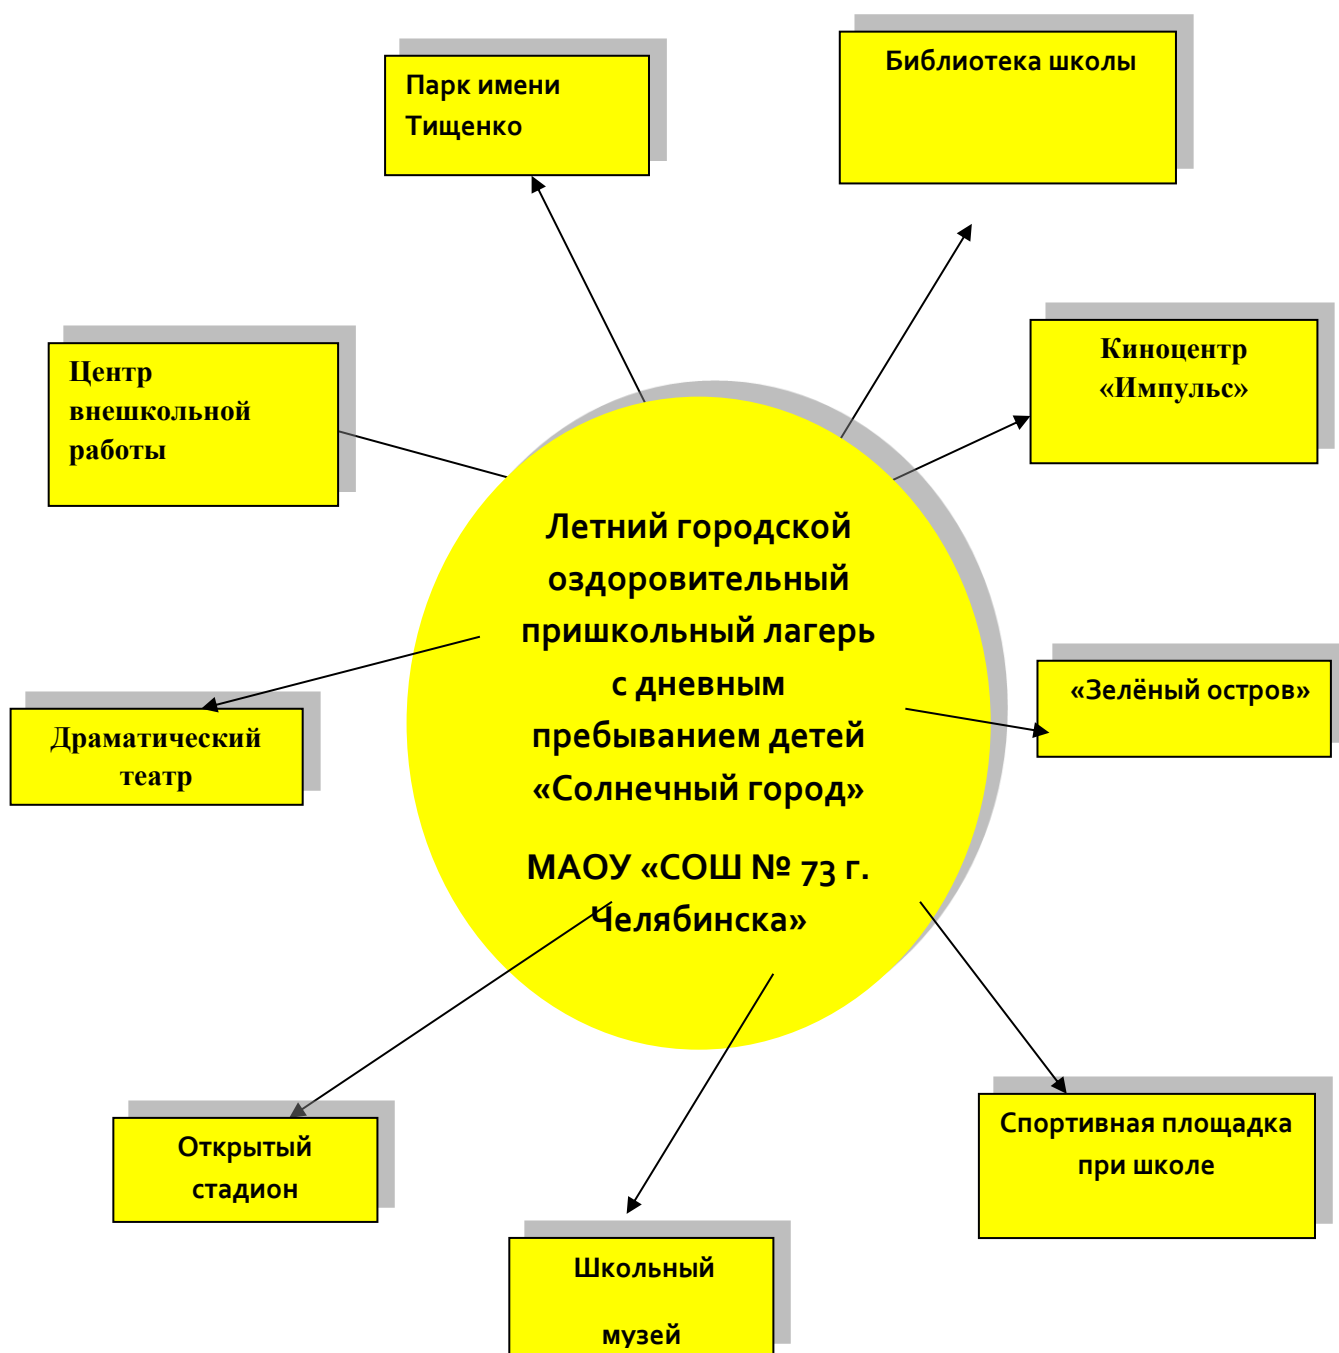 Библиотека школы
Парк имени
Тищенко
Киноцентр
«Импульс»
Центр
внешкольной
работы
Летний городской
оздоровительный
пришкольный лагерь
с дневным
пребыванием детей
«Солнечный город»
МАОУ «СОШ № 73 г.
Челябинска»
«Зелёный остров»
Драматический
театр
Открытый
стадион
Спортивная площадка
при школе
Школьный
музей